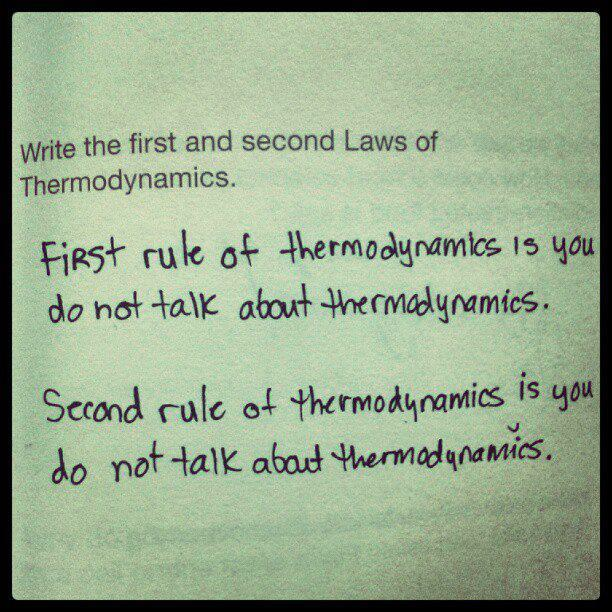 Write the first and second Laws of
Thermodynamics.
First rule of thermodynamics is you
do not talk about thermodynamics.
Second rule of thermodynamics is you
do not talk about thermodynamics.